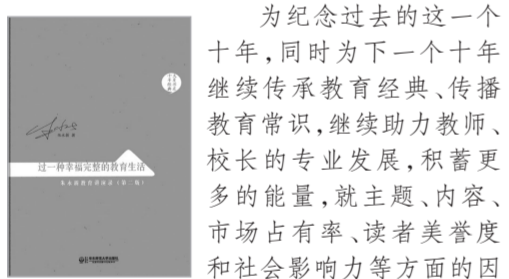 过一种幸福完整的教育生活
为纪念过去的这一个
十年,同时为下一个十年
继续传承教育经典、传播
教育常识,继续助力教师、
校长的专业发展,积蓄更
多的能量,就主题、内容、
市场占有率、读者美誉度
和社会影响力等方面的因